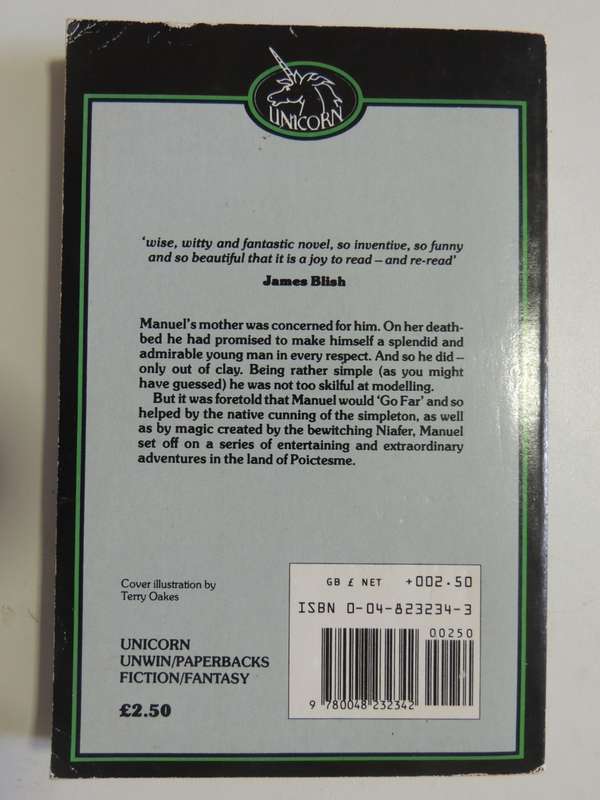 UNICORN
‘wise, witty and fantastic novel, so inventive, so funny
and so beautiful that it is a joy to read – and re-read’
James Blish
Manuel’s mother was concerned for him. On her death-
bed he had promised to make himself a splendid and
admirable young man in every respect. And so he did –
only out of clay. Being rather simple (as you might
have guessed) he was not too skilful at modelling.
But it was foretold that Manuel would ‘Go Far’ and so
helped by the native cunning of the simpleton, as well
as by magic created by the bewitching Niafer, Manuel
set off on a series of entertaining and extraordinary
adventures in the land of Poictesme.
Cover illustration by
Terry Oakes
UNICORN
UNWIN/PAPERBACKS
FICTION/FANTASY
£2.50
GB £ NET +002.50
ISBN 0-04-823234-3
00250
9 780048 232342